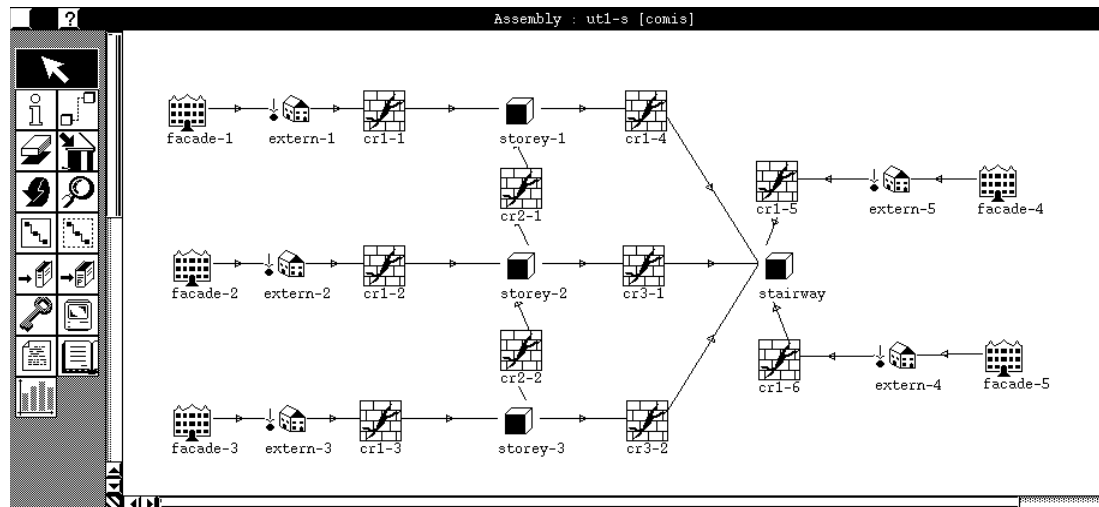 ? Assembly : ut1-s [comis]
facade-1 extern-1 cr1-1 storey-1 cr1-4
cr2-1 cr1-5 extern-5 facade-4
facade-2 extern-2 cr1-2 storey-2 cr3-1 stairway
cr2-2 cr1-6 extern-4 facade-5
facade-3 extern-3 cr1-3 storey-3 cr3-2